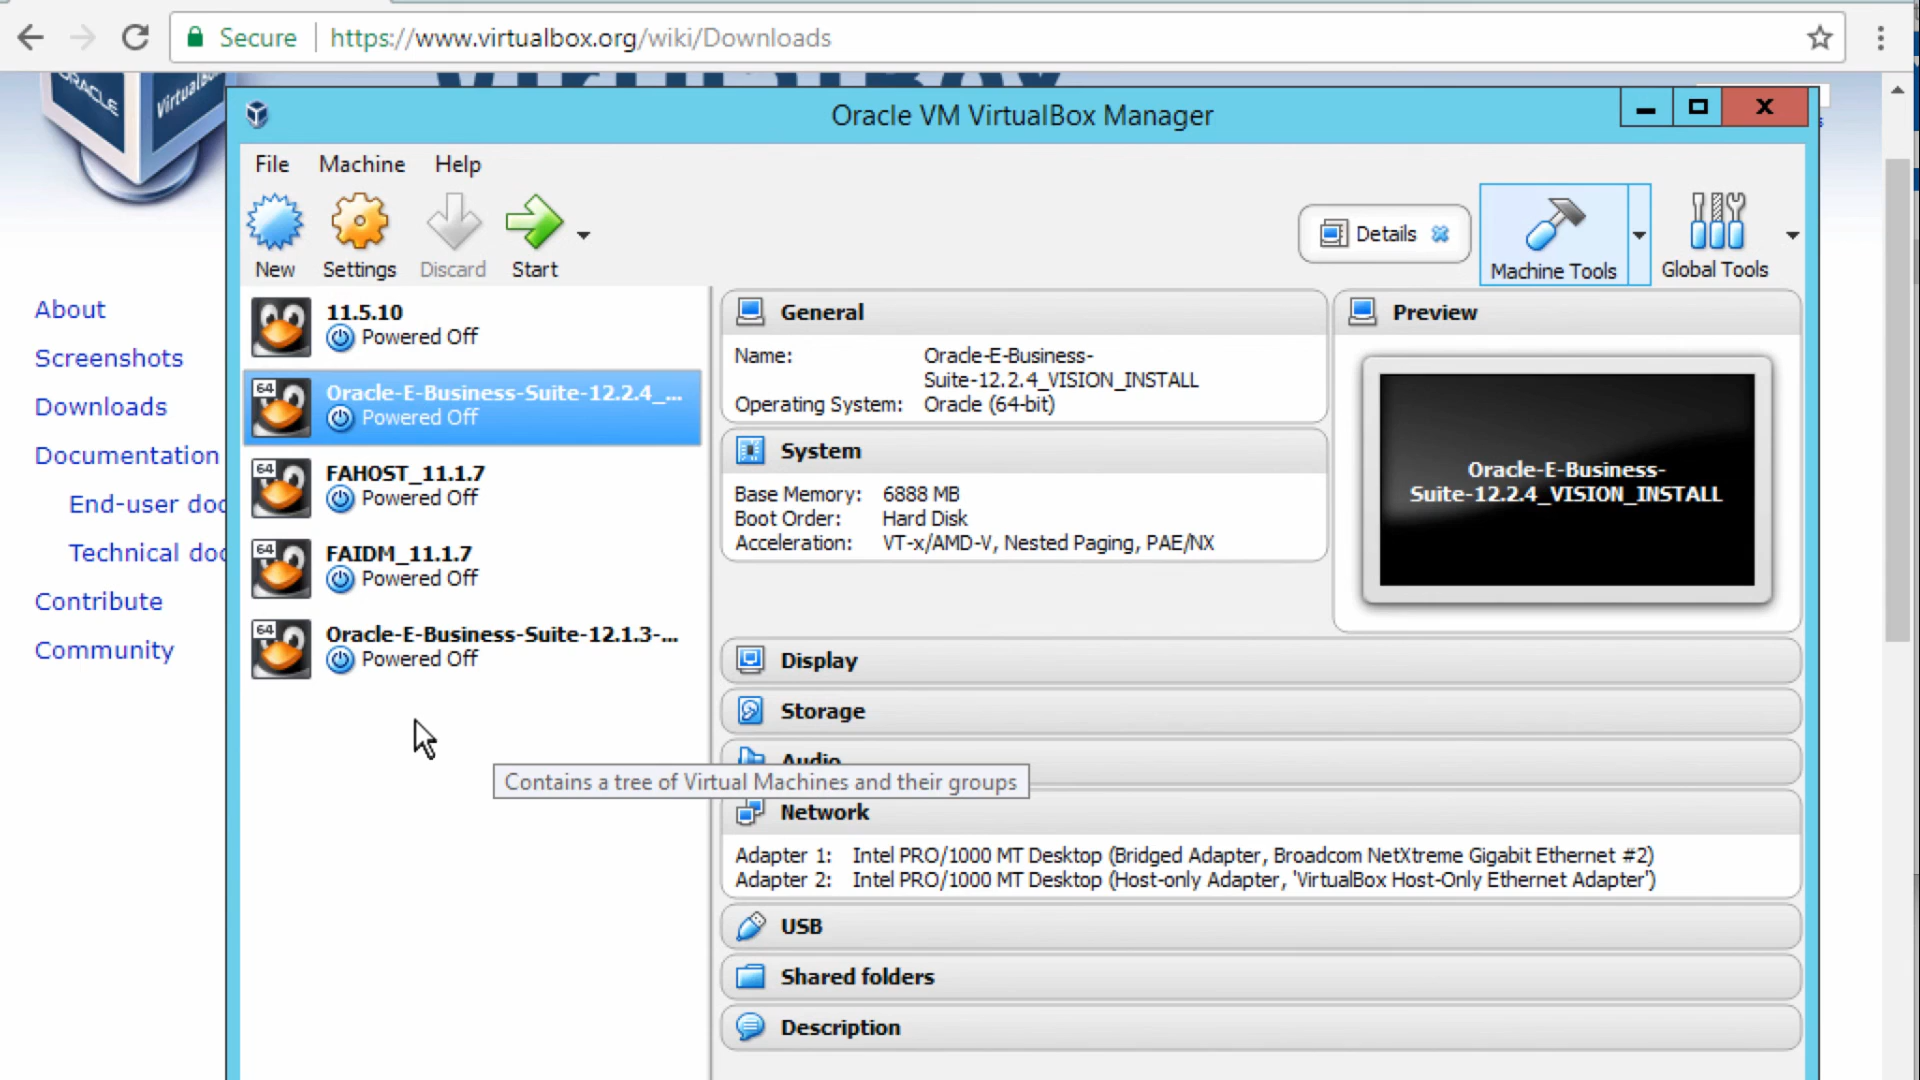 Secure https://www.virtualbox.org/wiki/Downloads
ORACLE
Oracle VM VirtualBox Manager
File Machine Help
New Settings Discard Start
Details
Machine Tools
Global Tools
About
Screenshots
Downloads
Documentation
End-user doc
Technical doc
Contribute
Community
11.5.10
Powered Off
64
Oracle-E-Business-Suite-12.2.4_...
Powered Off
64
FAHOST_11.1.7
Powered Off
64
FAIDM_11.1.7
Powered Off
64
Oracle-E-Business-Suite-12.1.3-...
Powered Off
General
Name: Oracle-E-Business-
Suite-12.2.4_VISION_INSTALL
Operating System: Oracle (64-bit)
System
Base Memory: 6888 MB
Boot Order: Hard Disk
Acceleration: VT-x/AMD-V, Nested Paging, PAE/NX
Preview
Oracle-E-Business-
Suite-12.2.4_VISION_INSTALL
Display
Storage
Audio
Contains a tree of Virtual Machines and their groups
Network
Adapter 1: Intel PRO/1000 MT Desktop (Bridged Adapter, Broadcom NetXtreme Gigabit Ethernet #2)
Adapter 2: Intel PRO/1000 MT Desktop (Host-only Adapter, 'VirtualBox Host-Only Ethernet Adapter')
USB
Shared folders
Description